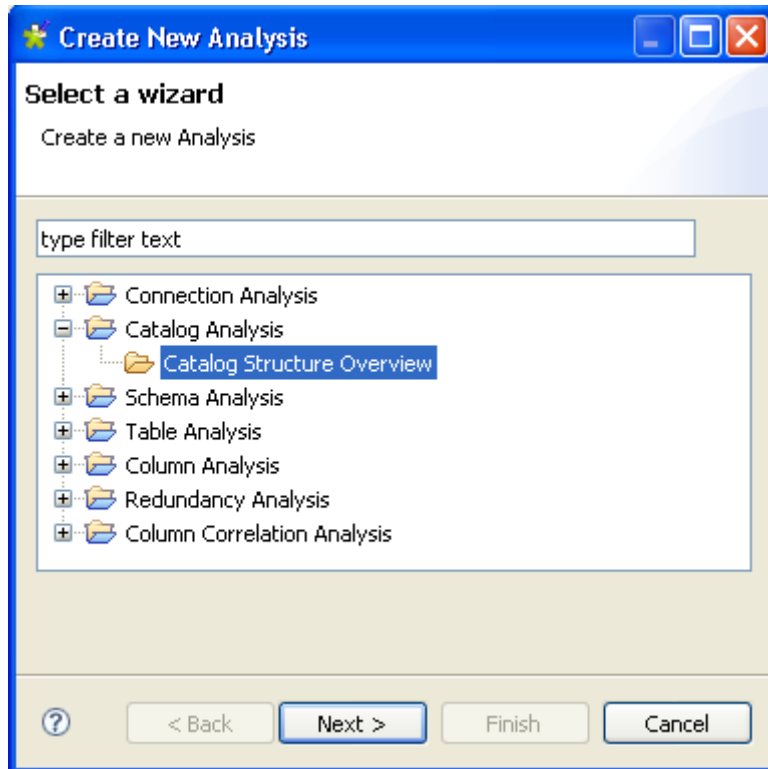 Create New Analysis
Select a wizard
Create a new Analysis
type filter text
Connection Analysis
Catalog Analysis
Catalog Structure Overview
Schema Analysis
Table Analysis
Column Analysis
Redundancy Analysis
Column Correlation Analysis
? < Back Next > Finish Cancel